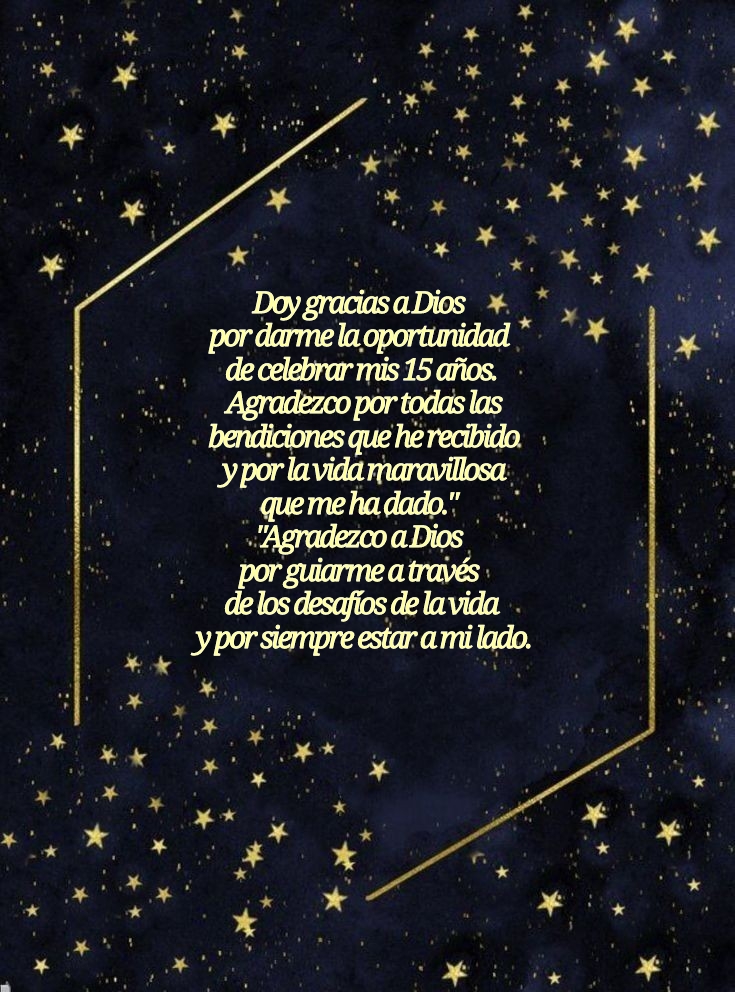 Doy gracias a Dios
por darme la oportunidad
de celebrar mis 15 años.
Agradezco por todas las
bendiciones que he recibido
y por la vida maravillosa
que me ha dado."
"Agradezco a Dios
por guiarme a través
de los desafíos de la vida
y por siempre estar a mi lado.